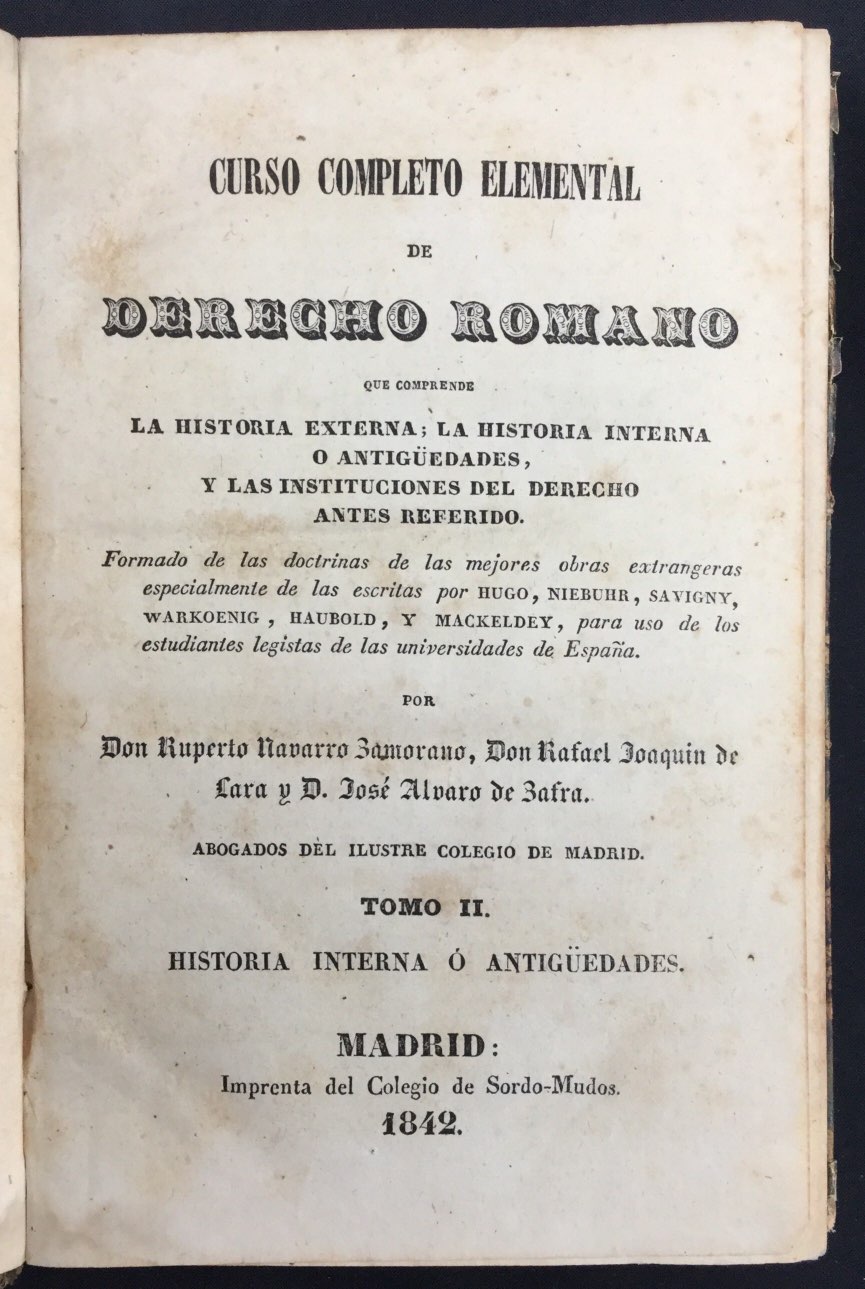 CURSO COMPLETO ELEMENTAL
DE
DERECHO ROMANO
QUE COMPRENDE
LA HISTORIA EXTERNA; LA HISTORIA INTERNA
O ANTIGÜEDADES,
Y LAS INSTITUCIONES DEL DERECHO
ANTES REFERIDO.
Formado de las doctrinas de las mejores obras extrangeras
especialmente de las escritas por HUGO, NIEBUHR, SAVIGNY,
WARKOENIG, HAUBOLD, Y MACKELDEY, para uso de los
estudiantes legistas de las universidades de España.
POR
Don Ruperto Navarro Zamorano, Don Rafael Joaquin de
Lara y D. José Alvaro de Zafra.
ABOGADOS DEL ILUSTRE COLEGIO DE MADRID.
TOMO II.
HISTORIA INTERNA Ó ANTIGÜEDADES.
MADRID:
Imprenta del Colegio de Sordo-Mudos.
1842.